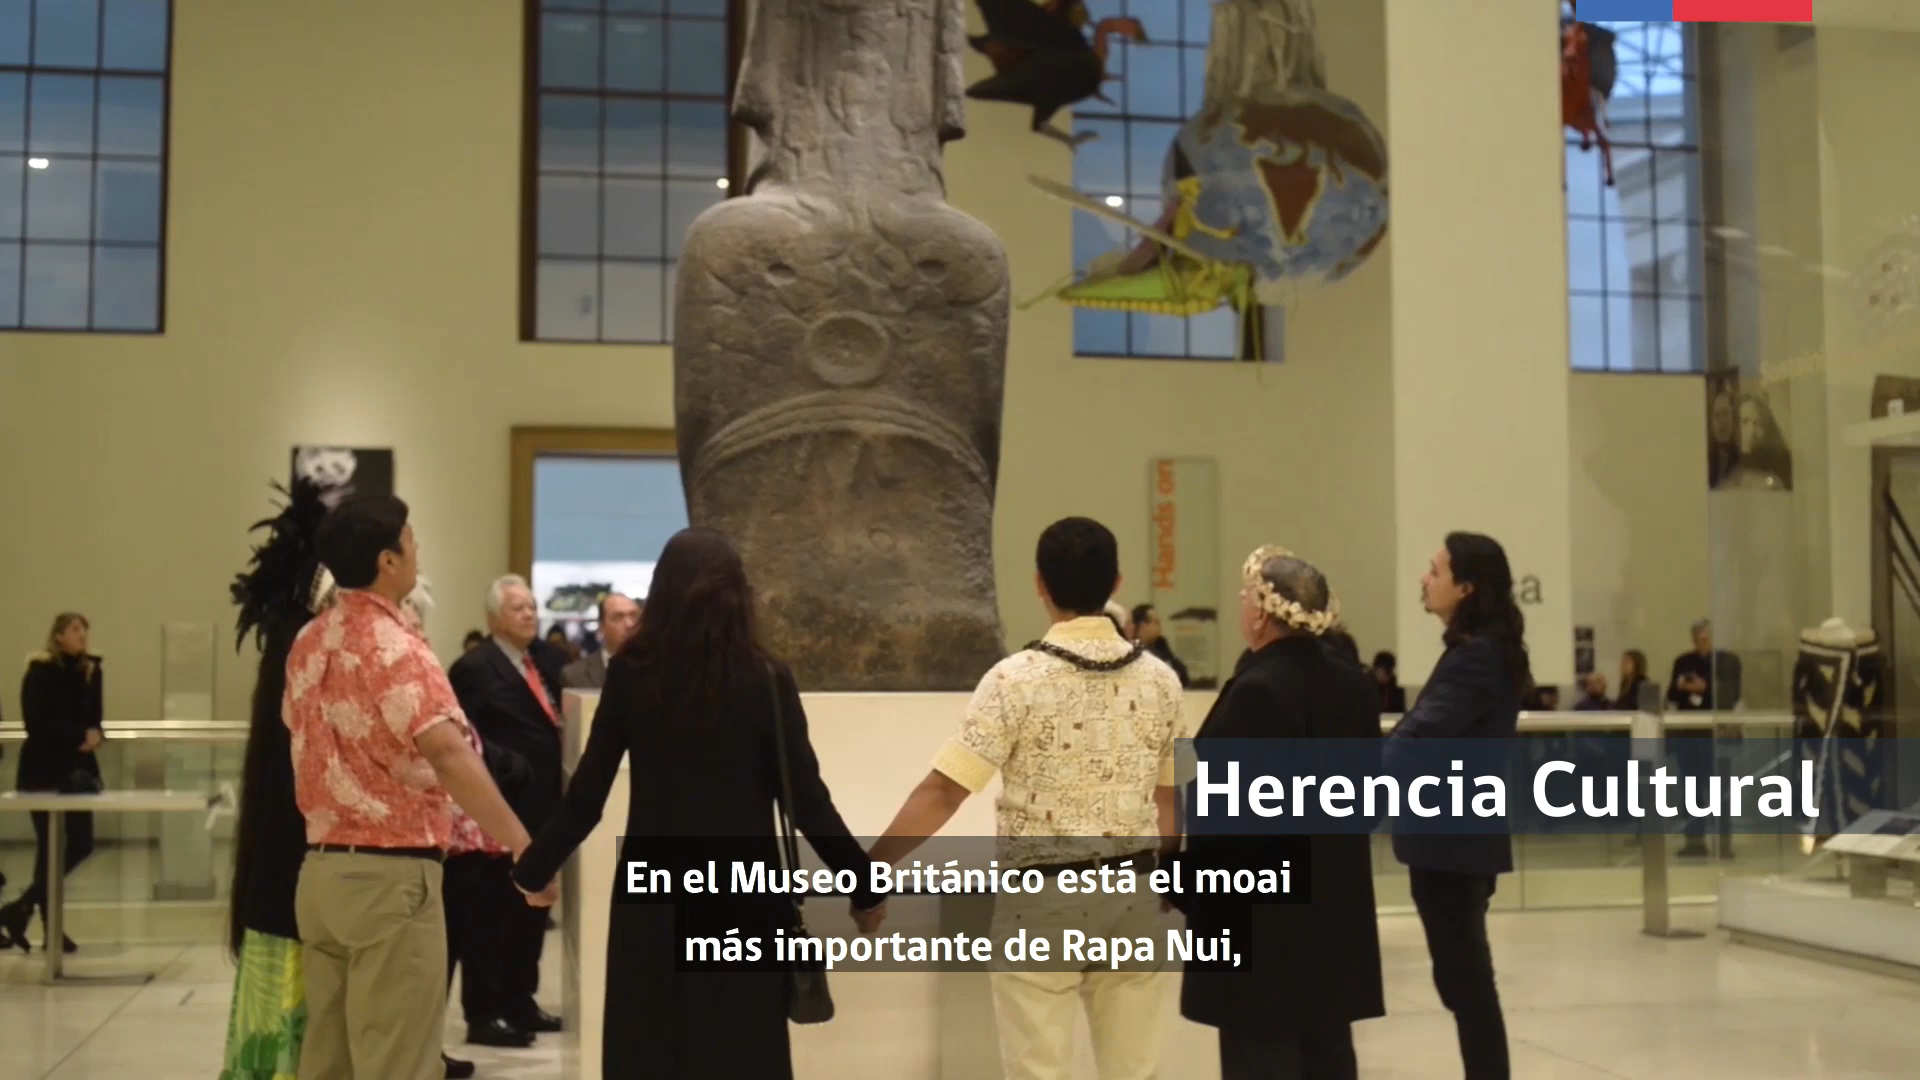 Hands on
Herencia Cultural
En el Museo Británico está el moai
más importante de Rapa Nui,